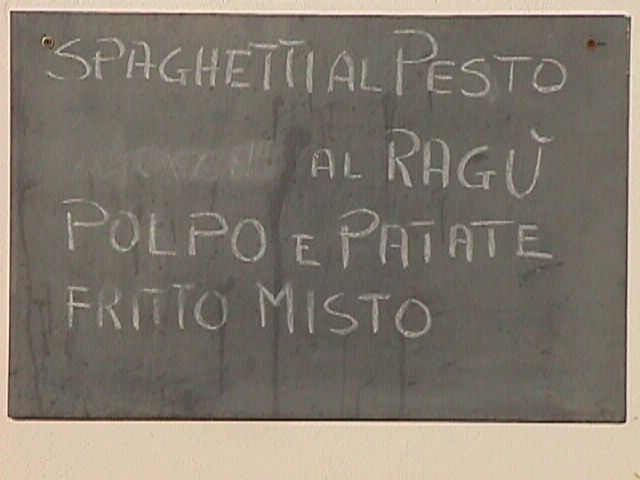 SPAGHETTI AL PESTO
AL RAGÙ
POLPO E PATATE
FRITTO MISTO